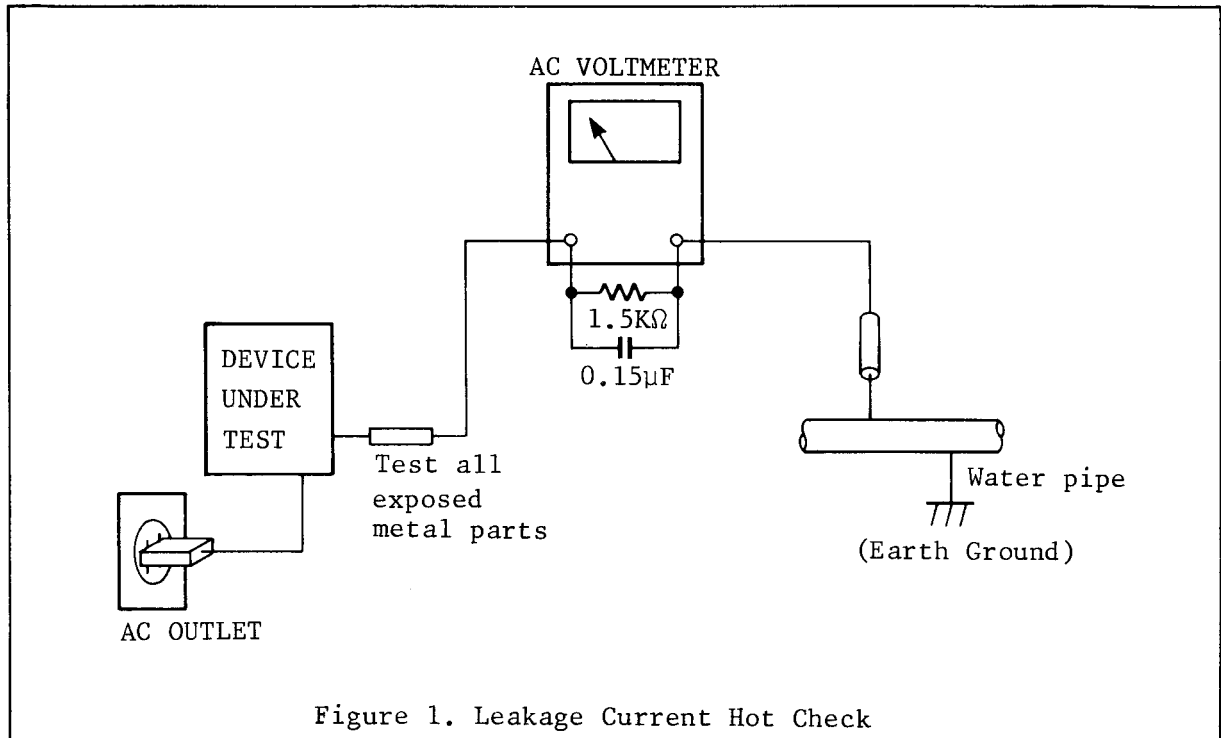 AC VOLTMETER
1.5KΩ
0.15µF
DEVICE
UNDER
TEST
Test all
exposed
metal parts
Water pipe
(Earth Ground)
AC OUTLET
Figure 1. Leakage Current Hot Check